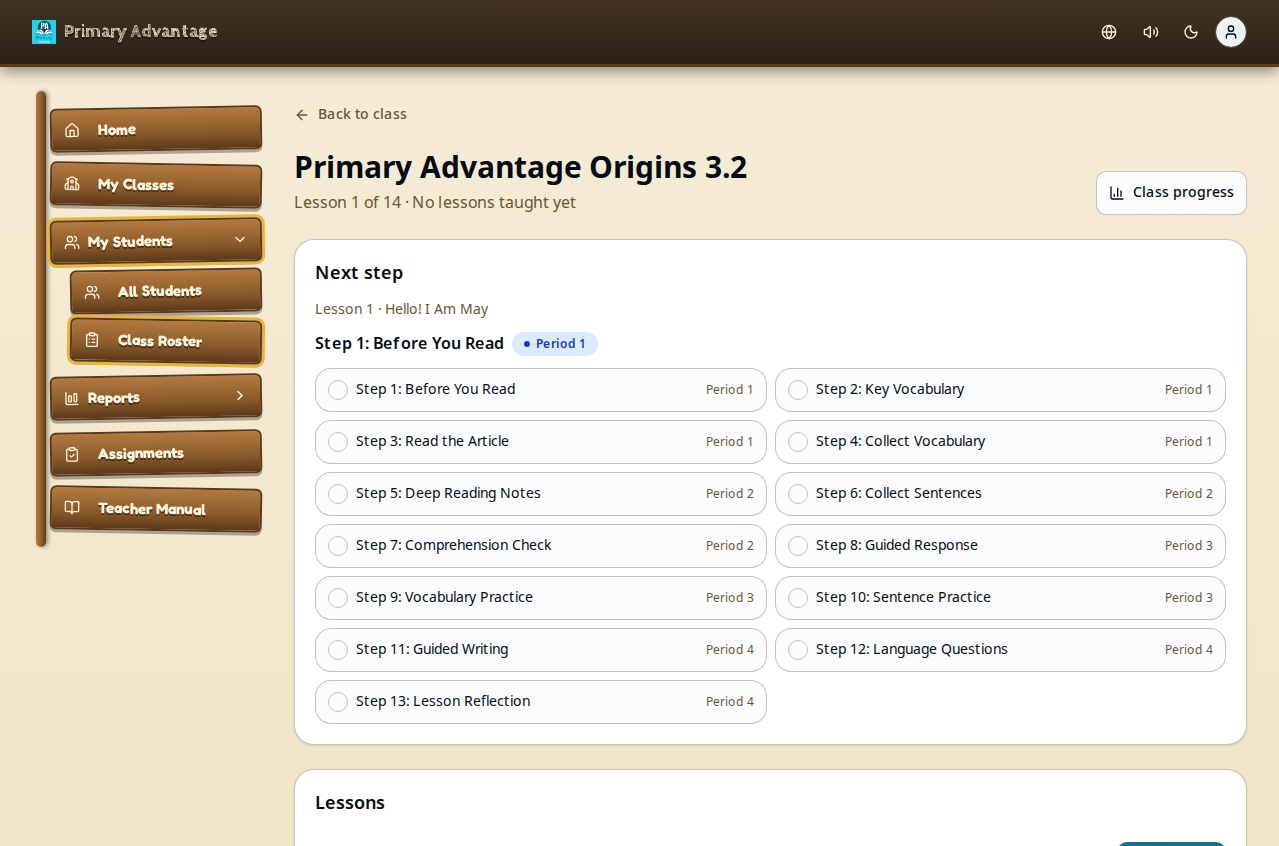 Primary Advantage
Home
My Classes
My Students
All Students
Class Roster
Reports
Assignments
Teacher Manual
Back to class
Primary Advantage Origins 3.2
Lesson 1 of 14 · No lessons taught yet
Class progress
Next step
Lesson 1 · Hello! I Am May
Step 1: Before You Read Period 1
Step 1: Before You Read Period 1
Step 2: Key Vocabulary Period 1
Step 3: Read the Article Period 1
Step 4: Collect Vocabulary Period 1
Step 5: Deep Reading Notes Period 2
Step 6: Collect Sentences Period 2
Step 7: Comprehension Check Period 2
Step 8: Guided Response Period 3
Step 9: Vocabulary Practice Period 3
Step 10: Sentence Practice Period 3
Step 11: Guided Writing Period 4
Step 12: Language Questions Period 4
Step 13: Lesson Reflection Period 4
Lessons